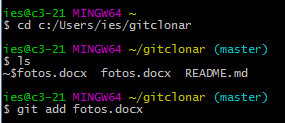 ies@c3-21 MINGW64 ~
$ cd c:/Users/ies/gitclonar
ies@c3-21 MINGW64 ~/gitclonar (master)
$ ls
~$fotos.docx  fotos.docx  README.md
ies@c3-21 MINGW64 ~/gitclonar (master)
$ git add fotos.docx